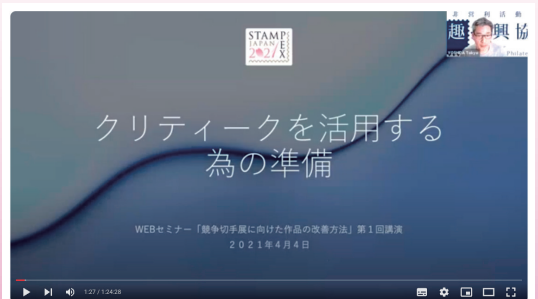 STAMP
JAPAN
2021
PEX
非営利活動
趣 興協
Philate
クリティークを活用する
為の準備
WEBセミナー「競争切手展に向けた作品の改善方法」第1回講演
2021年4月4日
1:27 / 1:24:28